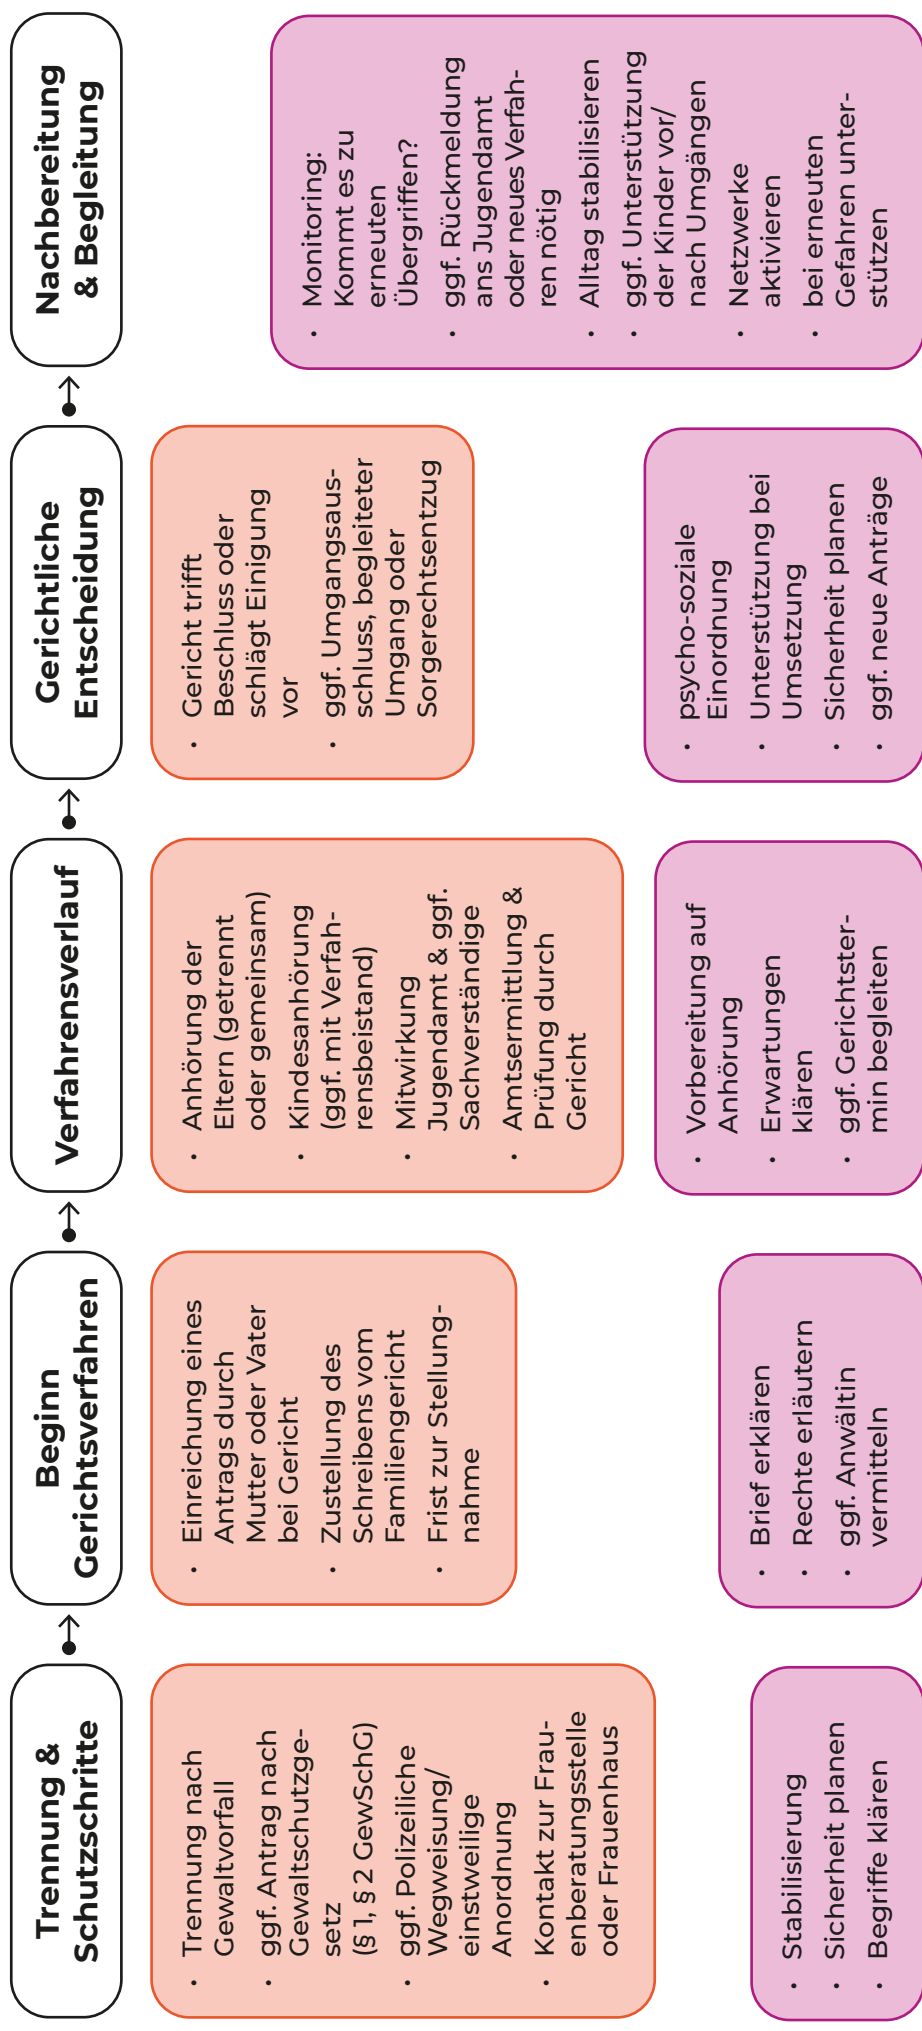 Trennung &
Schutzschritte
Beginn
Gerichtsverfahren
Verfahrensverlauf
Gerichtliche
Entscheidung
Nachbereitung
& Begleitung
• Trennung nach
Gewaltvorfall
• ggf. Antrag nach
Gewaltschutzge-
setz
(§ 1, § 2 GewSchG)
• ggf. Polizeiliche
Wegweisung/
einstweilige
Anordnung
• Kontakt zur Frau-
enberatungsstelle
oder Frauenhaus
• Einreichung eines
Antrags durch
Mutter oder Vater
bei Gericht
• Zustellung des
Schreibens vom
Familiengericht
• Frist zur Stellung-
nahme
• Anhörung der
Eltern (getrennt
oder gemeinsam)
• Kindesanhörung
(ggf. mit Verfah-
rensbeistand)
• Mitwirkung
Jugendamt & ggf.
Sachverständige
• Amtsermittlung &
Prüfung durch
Gericht
• Gericht trifft
Beschluss oder
schlägt Einigung
vor
• ggf. Umgangsaus-
schluss, begleiteter
Umgang oder
Sorgerechtsentzug
• Stabilisierung
• Sicherheit planen
• Begriffe klären
• Brief erklären
• Rechte erläutern
• ggf. Anwältin
vermitteln
• Vorbereitung auf
Anhörung
• Erwartungen
klären
• ggf. Gerichtster-
min begleiten
• psycho-soziale
Einordnung
• Unterstützung bei
Umsetzung
• Sicherheit planen
• ggf. neue Anträge
• Monitoring:
Kommt es zu
erneuten
Übergriffen?
• ggf. Rückmeldung
ans Jugendamt
oder neues Verfah-
ren nötig
• Alltag stabilisieren
• ggf. Unterstützung
der Kinder vor/
nach Umgängen
• Netzwerke
aktivieren
• bei erneuten
Gefahren unter-
stützen